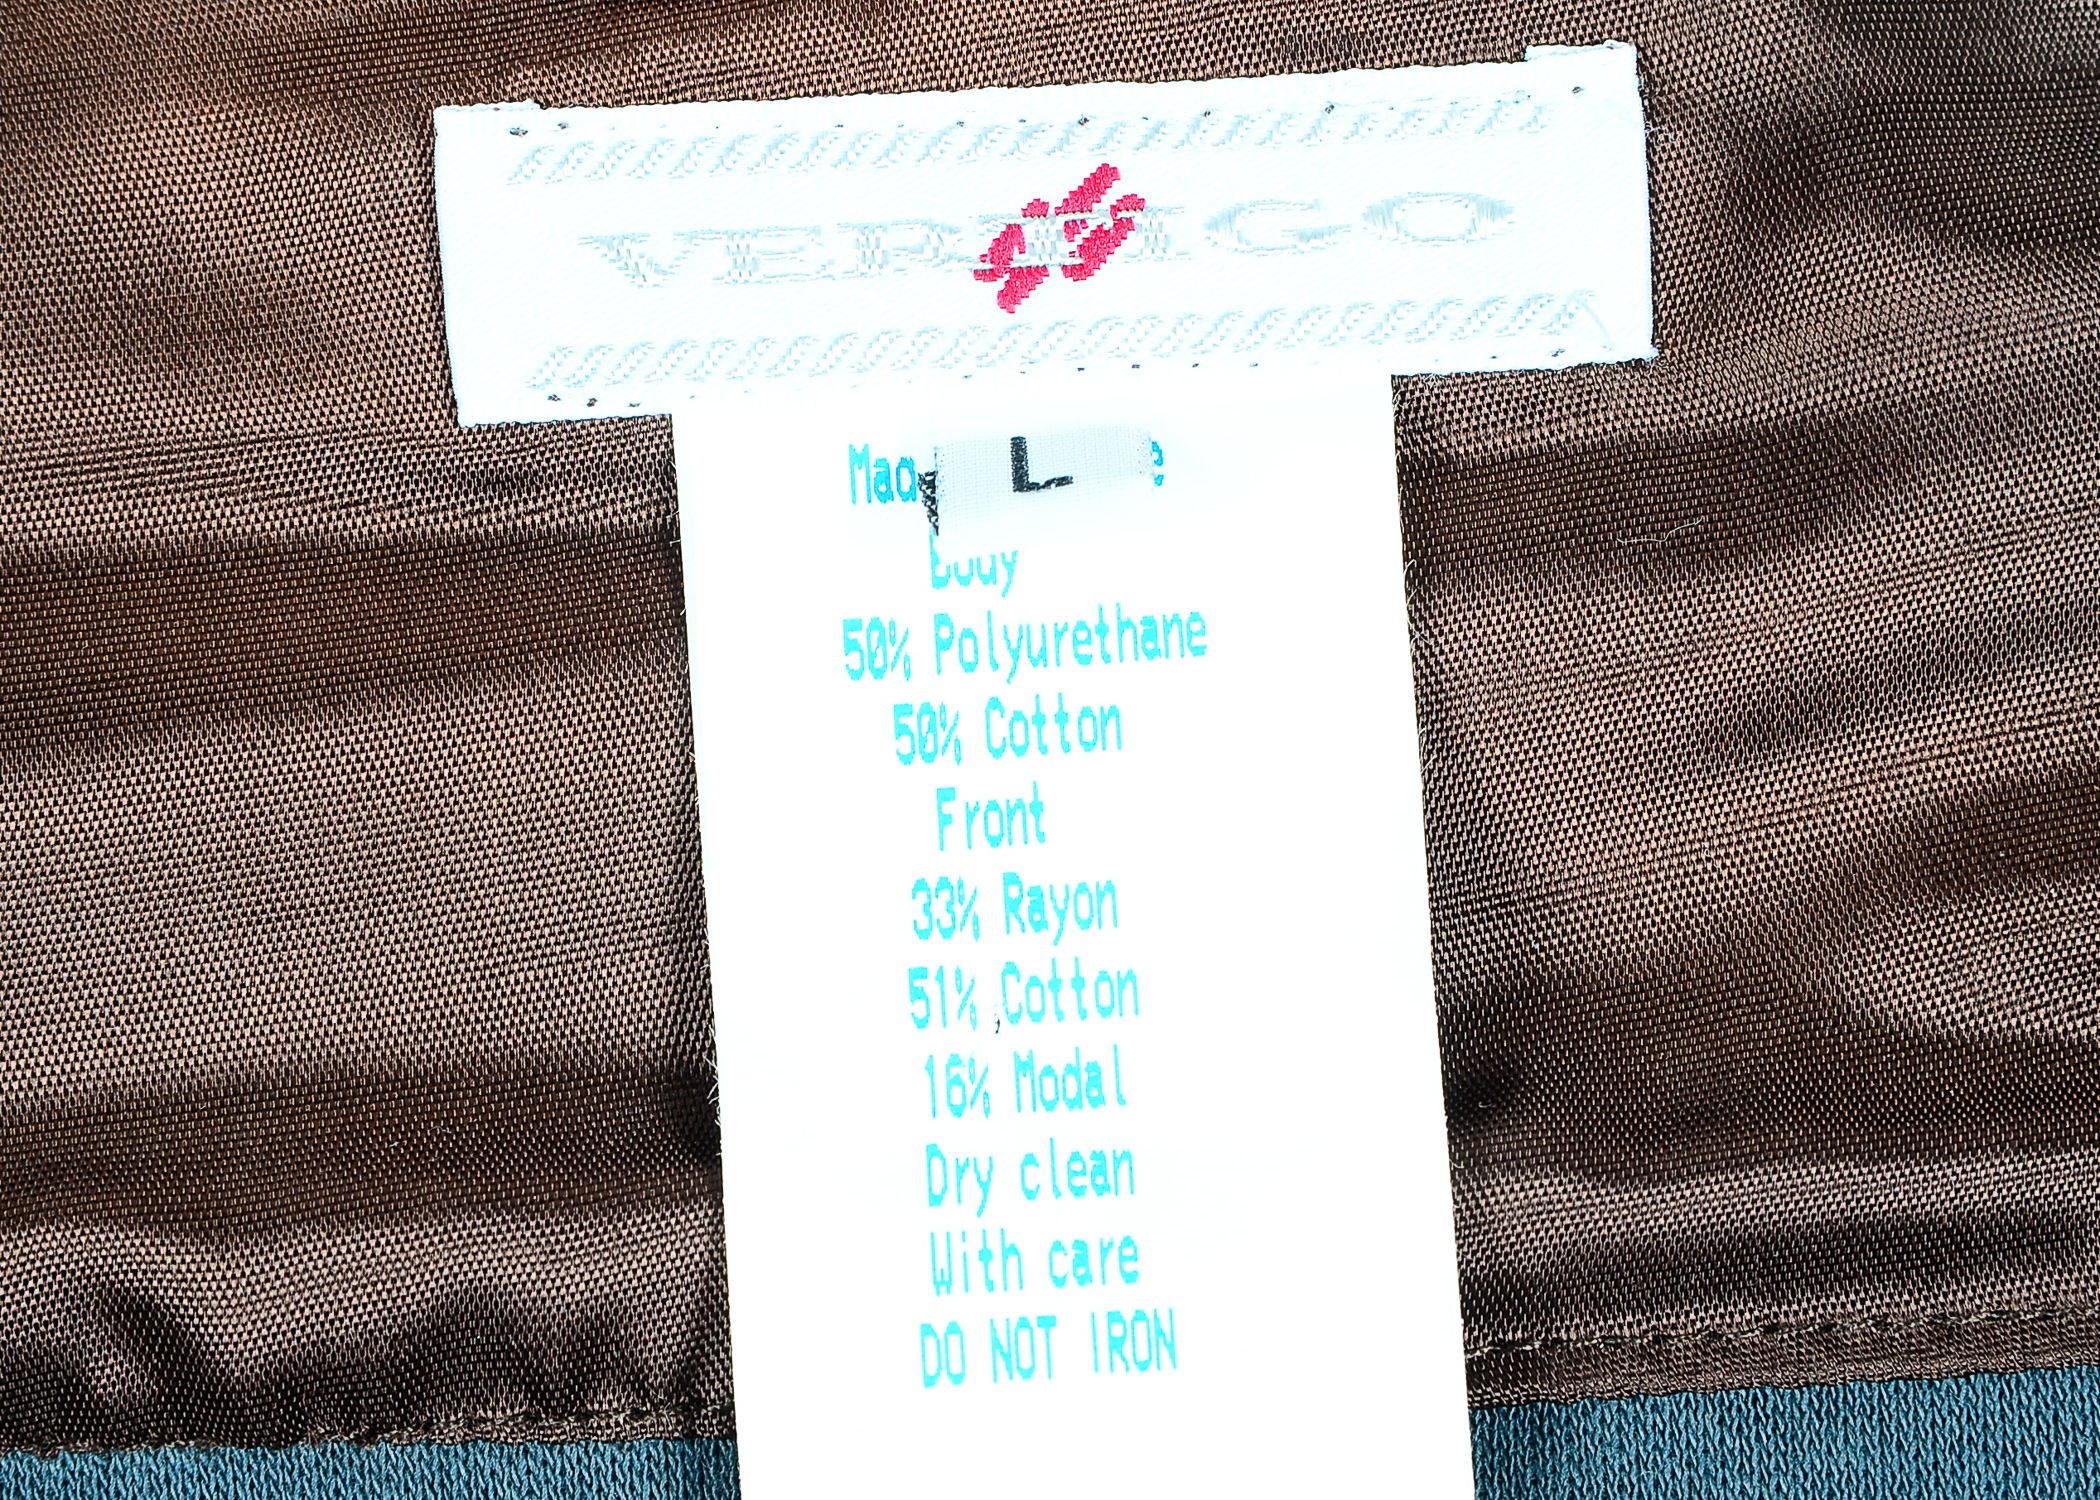 VERTIGO
L
Body
50% Polyurethane
50% Cotton
Front
33% Rayon
51% Cotton
16% Modal
Dry clean
With care
DO NOT IRON